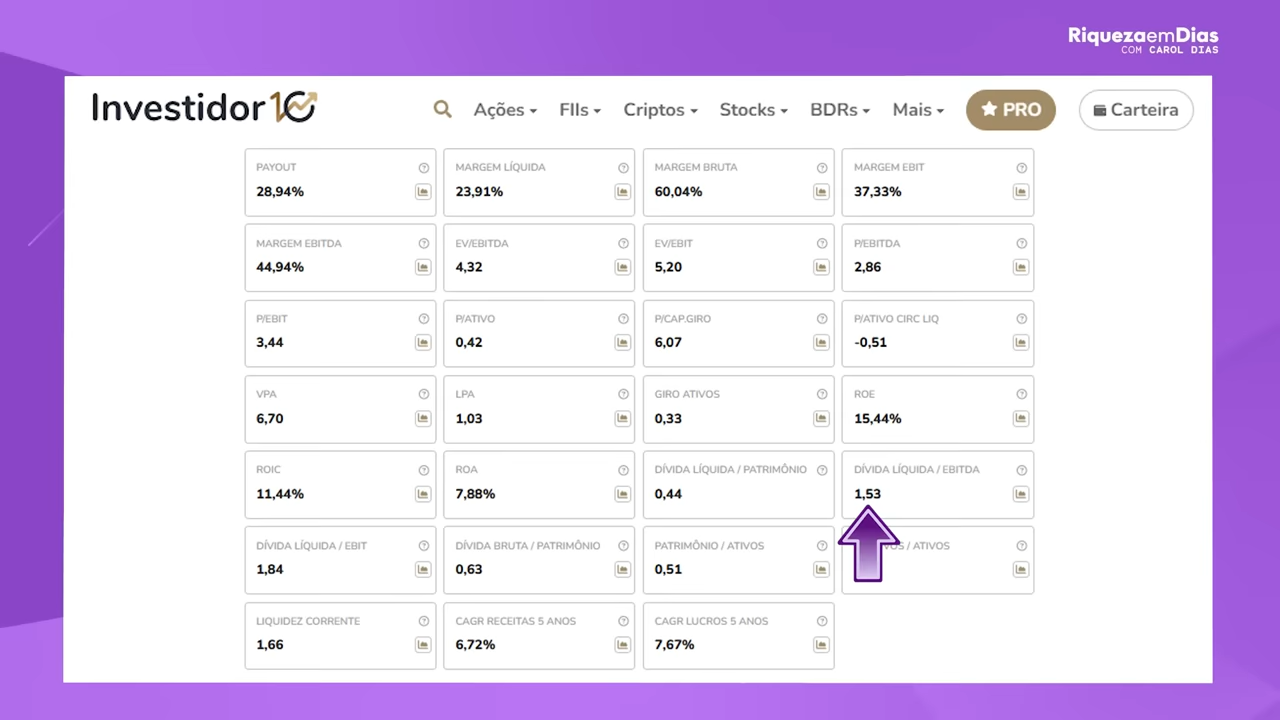 RiquezaemDias
COM CAROL DIAS
Investidor10
Ações
FIIs
Criptos
Stocks
BDRs
Mais
PRO
Carteira
PAYOUT
28,94%
MARGEM LÍQUIDA
23,91%
MARGEM BRUTA
60,04%
MARGEM EBIT
37,33%
MARGEM EBITDA
44,94%
EV/EBITDA
4,32
EV/EBIT
5,20
P/EBITDA
2,86
P/EBIT
3,44
P/ATIVO
0,42
P/CAP.GIRO
6,07
P/ATIVO CIRC LIQ
-0,51
VPA
6,70
LPA
1,03
GIRO ATIVOS
0,33
ROE
15,44%
ROIC
11,44%
ROA
7,88%
DÍVIDA LÍQUIDA / PATRIMÔNIO
0,44
DÍVIDA LÍQUIDA / EBITDA
1,53
DÍVIDA LÍQUIDA / EBIT
1,84
DÍVIDA BRUTA / PATRIMÔNIO
0,63
PATRIMÔNIO / ATIVOS
0,51
/ ATIVOS
LIQUIDEZ CORRENTE
1,66
CAGR RECEITAS 5 ANOS
6,72%
CAGR LUCROS 5 ANOS
7,67%